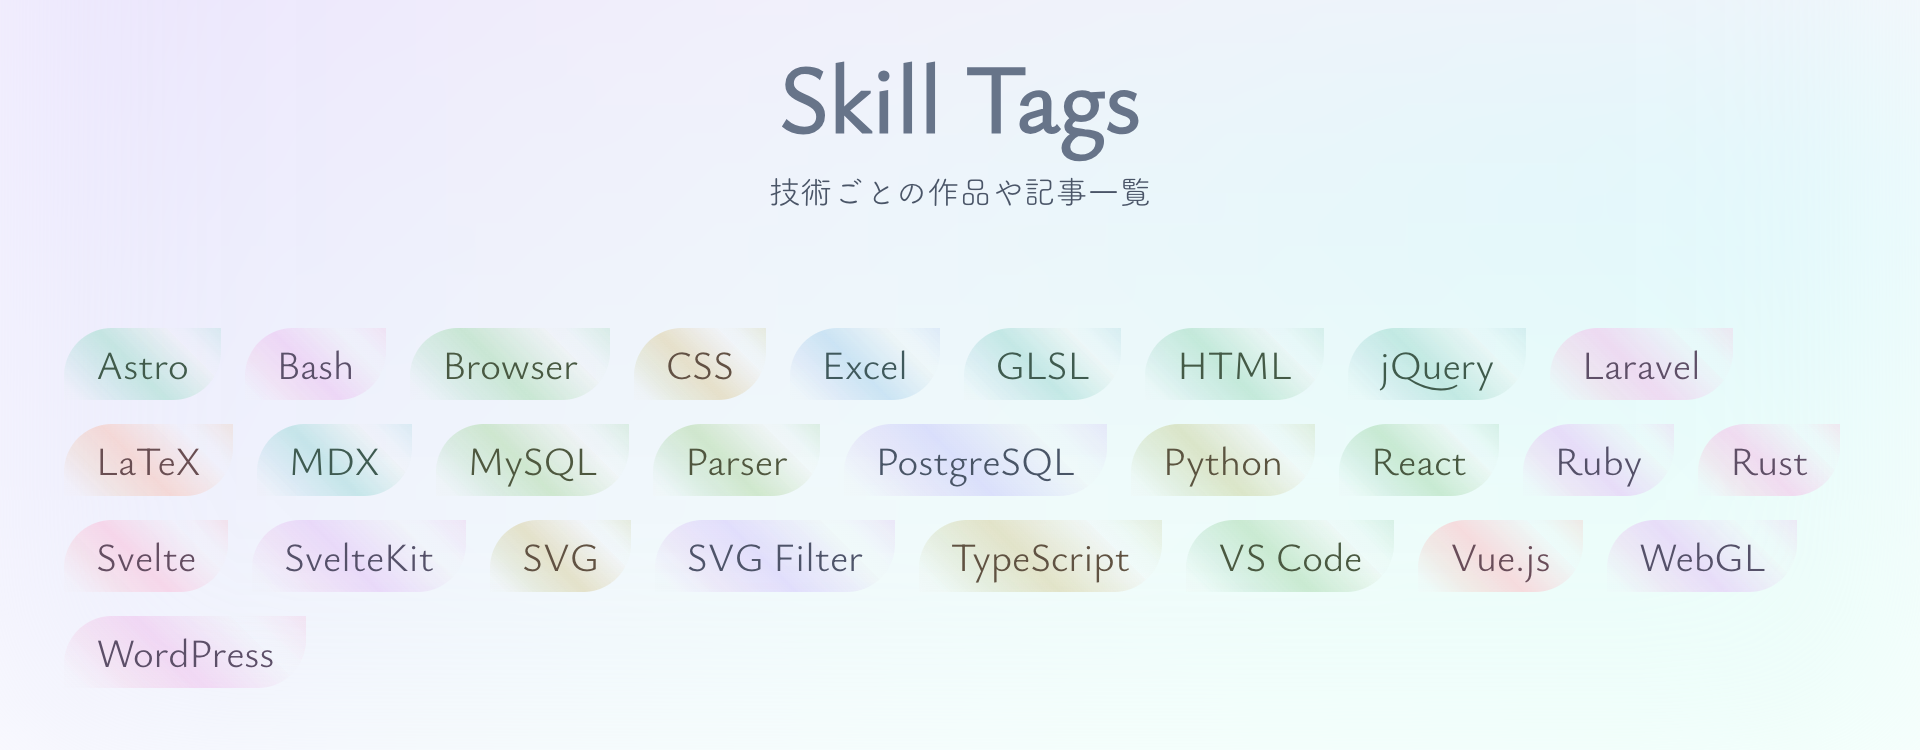 Skill Tags
技術ごとの作品や記事一覧
Astro Bash Browser CSS Excel GLSL HTML jQuery Laravel
LaTeX MDX MySQL Parser PostgreSQL Python React Ruby Rust
Svelte SvelteKit SVG SVG Filter TypeScript VS Code Vue.js WebGL
WordPress